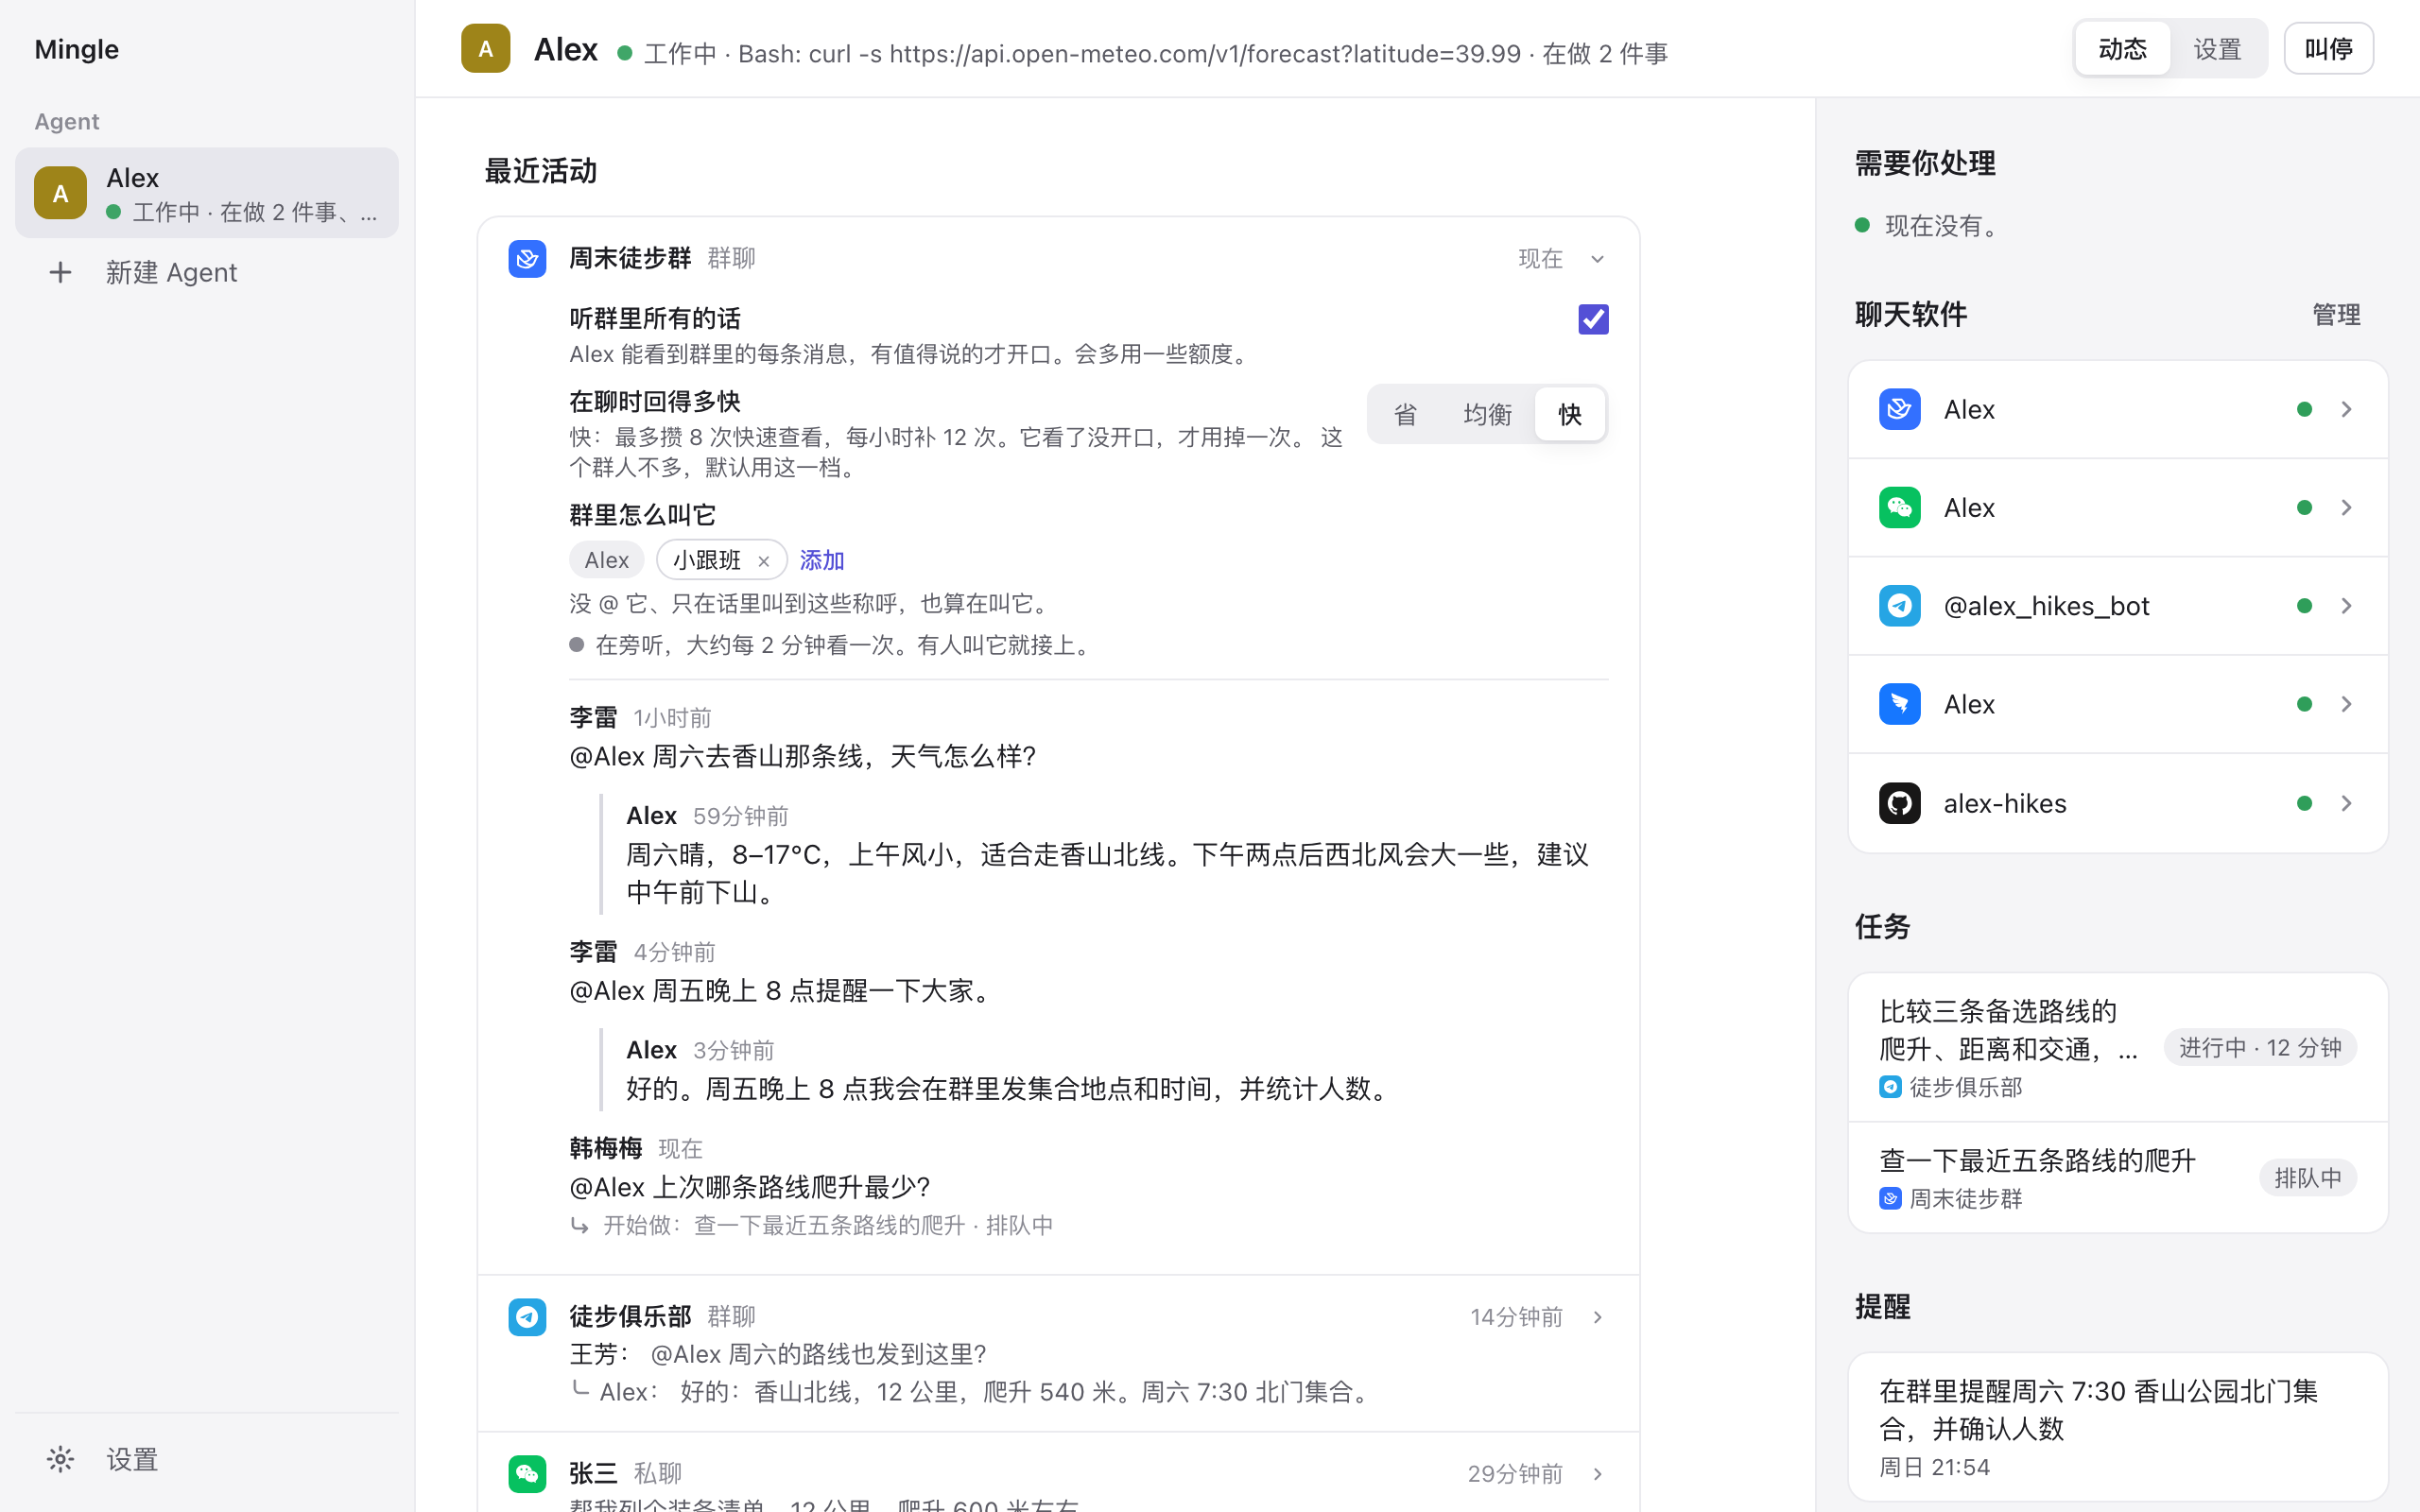 Mingle
Agent
A
Alex
工作中 · 在做 2 件事、...
新建 Agent
设置
A
Alex
工作中 · Bash: curl -s https://api.open-meteo.com/v1/forecast?latitude=39.99 · 在做 2 件事
动态
设置
叫停
最近活动
周末徒步群 群聊
现在
听群里所有的话
Alex 能看到群里的每条消息，有值得说的才开口。会多用一些额度。
在聊时回得多快
快：最多攒 8 次快速查看，每小时补 12 次。它看了没开口，才用掉一次。 这
个群人不多，默认用这一档。
省
均衡
快
群里怎么叫它
Alex
小跟班 ×
添加
没 @ 它、只在话里叫到这些称呼，也算在叫它。
在旁听，大约每 2 分钟看一次。有人叫它就接上。
李雷 1小时前
@Alex 周六去香山那条线，天气怎么样？
Alex 59分钟前
周六晴，8–17°C，上午风小，适合走香山北线。下午两点后西北风会大一些，建议
中午前下山。
李雷 4分钟前
@Alex 周五晚上 8 点提醒一下大家。
Alex 3分钟前
好的。周五晚上 8 点我会在群里发集合地点和时间，并统计人数。
韩梅梅 现在
@Alex 上次哪条路线爬升最少？
开始做：查一下最近五条路线的爬升 · 排队中
徒步俱乐部 群聊
14分钟前
王芳： @Alex 周六的路线也发到这里？
Alex： 好的：香山北线，12 公里，爬升 540 米。周六 7:30 北门集合。
张三 私聊
29分钟前
帮我列个装备清单，12 公里，爬升 600 米左右
需要你处理
现在没有。
聊天软件
管理
Alex
Alex
@alex_hikes_bot
Alex
alex-hikes
任务
比较三条备选路线的
爬升、距离和交通，...
进行中 · 12 分钟
徒步俱乐部
查一下最近五条路线的爬升
排队中
周末徒步群
提醒
在群里提醒周六 7:30 香山公园北门集
合，并确认人数
周日 21:54